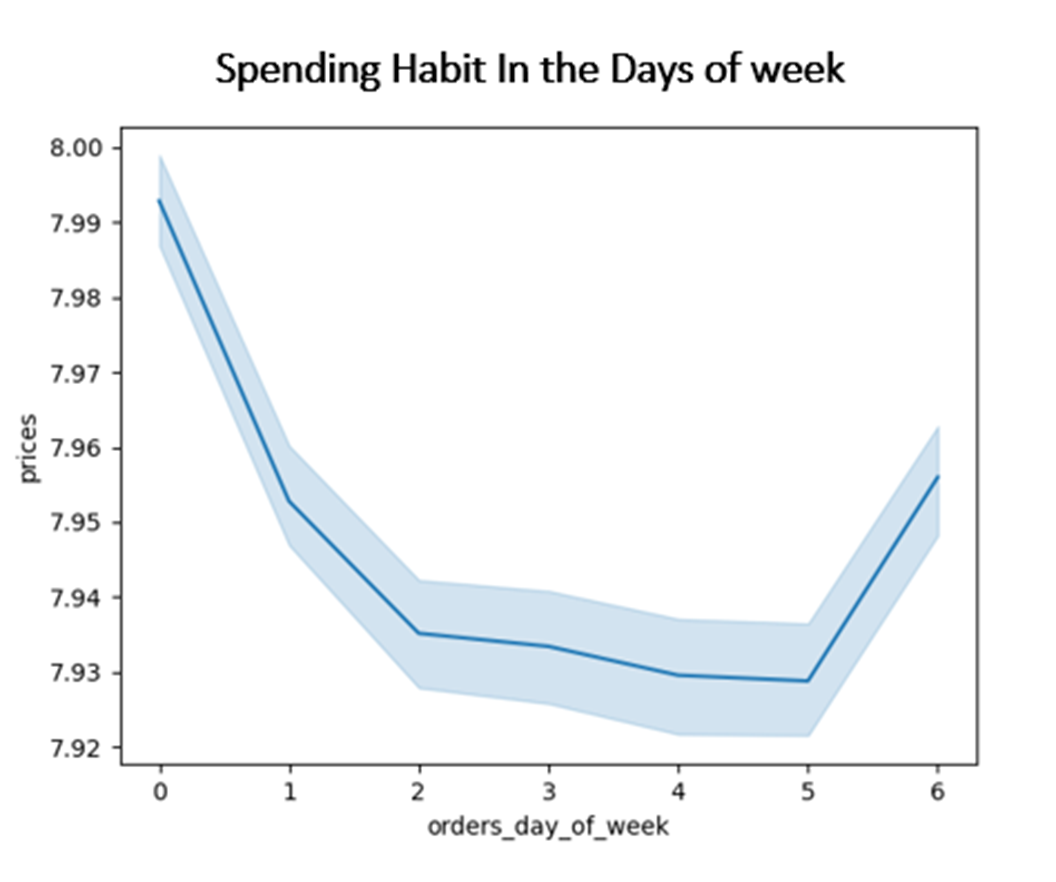 Spending Habit In the Days of week
8.00
7.99
7.98
7.97
7.96
7.95
7.94
7.93
7.92
prices
0 1 2 3 4 5 6
orders_day_of_week